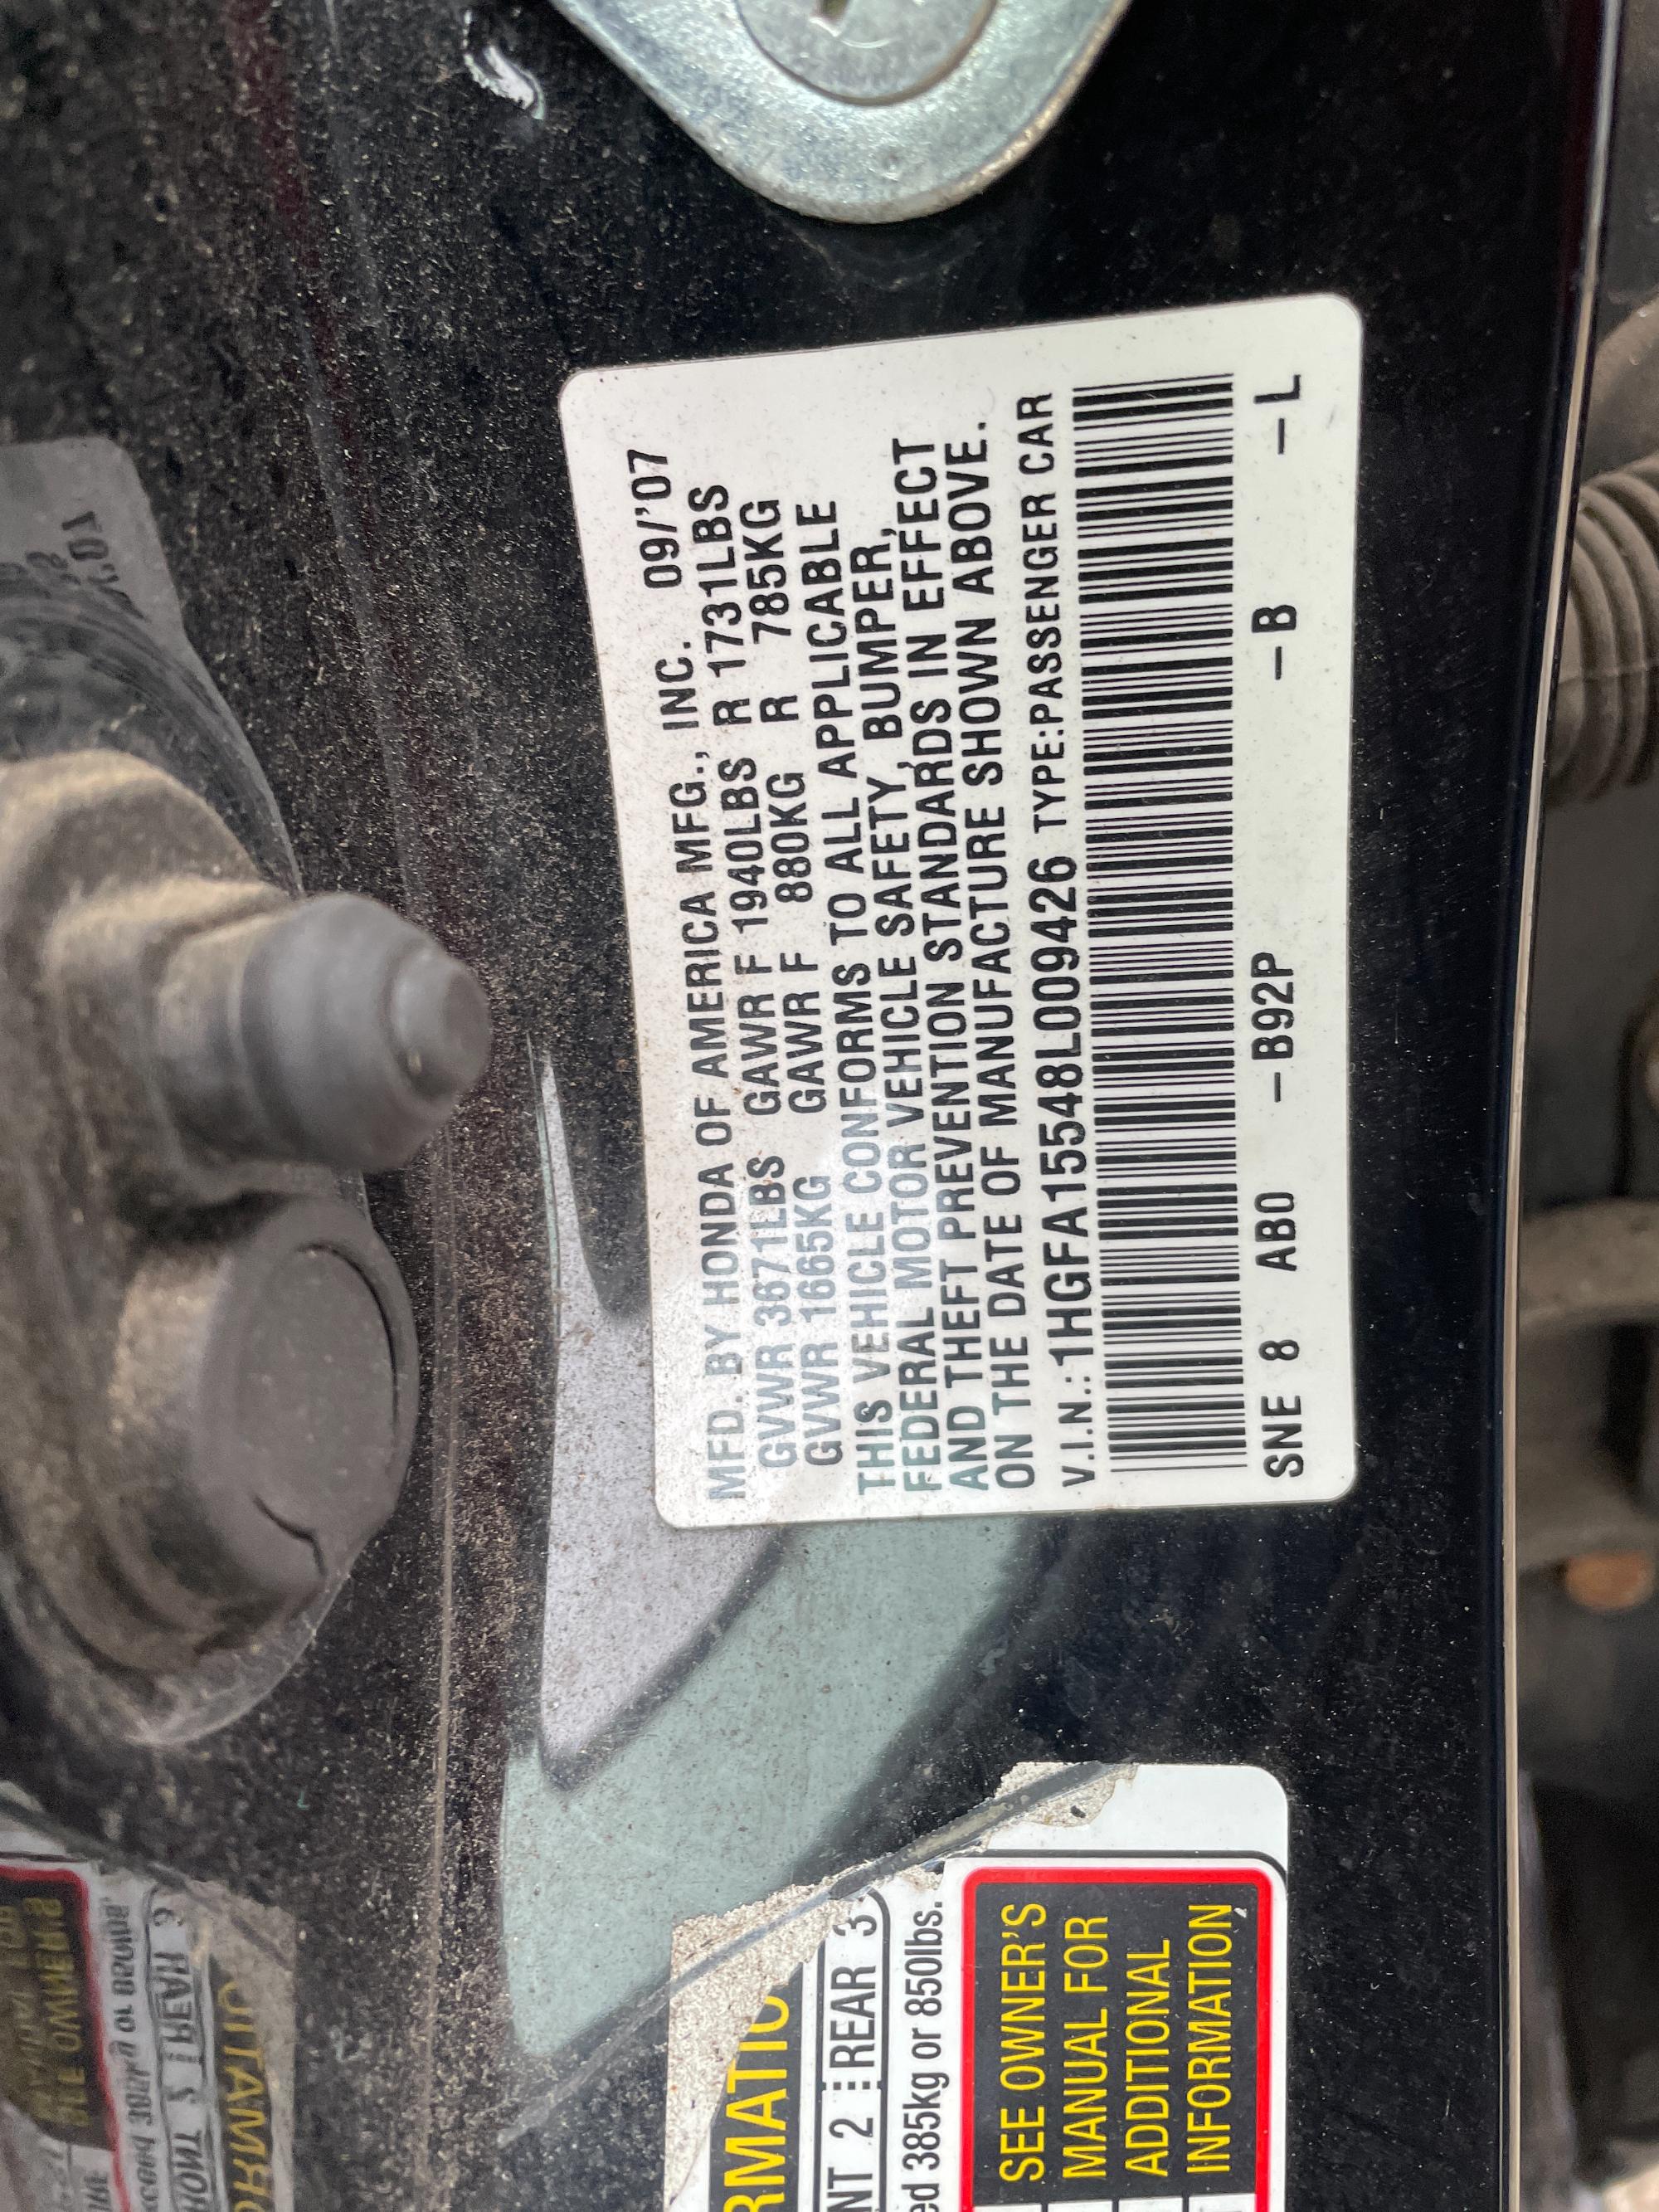 MFD. BY HONDA OF AMERICA MFG., INC. 09/'07
GVWR 3671LBS GAWR F 1940LBS R 1731LBS
GVWR 1665KG GAWR F 880KG R 785KG
THIS VEHICLE CONFORMS TO ALL APPLICABLE
FEDERAL MOTOR VEHICLE SAFETY, BUMPER,
AND THEFT PREVENTION STANDARDS IN EFFECT
ON THE DATE OF MANUFACTURE SHOWN ABOVE.
V.I.N.:1HGFA15548L009426 TYPE:PASSENGER CAR
SNE 8 AB0 -B92P -B -L
RMATIO
NT 2 REAR 3
ed 385kg or 850lbs.
SEE OWNER'S
MANUAL FOR
ADDITIONAL
INFORMATION